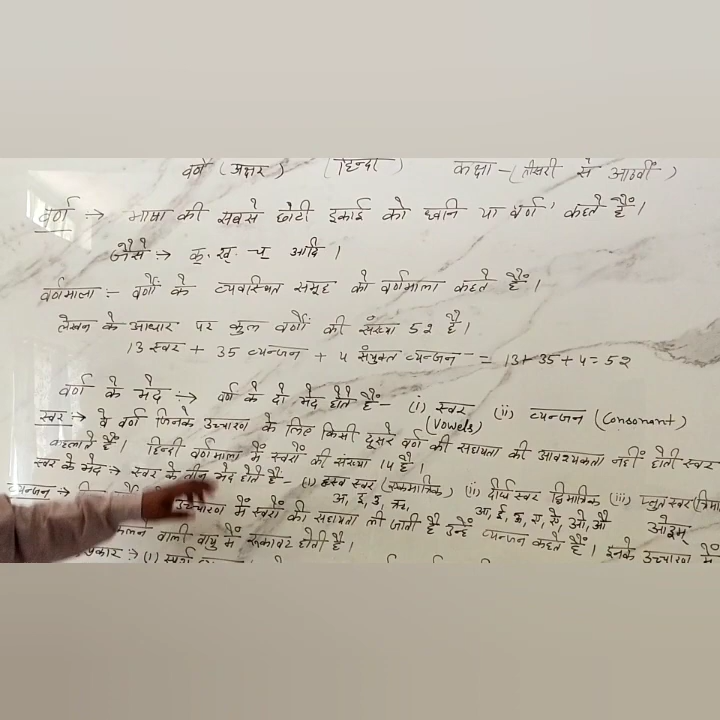 वर्ण (अक्षर) (हिन्दी) कक्षा - (तीसरी से आठवीं)
वर्ण → भाषा की सबसे छोटी इकाई को ध्वनि या वर्ण कहते हैं।
जैसे → क्, ख्, च् आदि।
वर्णमाला :- वर्णों के व्यवस्थित समूह को वर्णमाला कहते हैं।
लेखन के आधार पर कुल वर्णों की संख्या 52 है।
13 स्वर + 35 व्यन्जन + 4 संयुक्त व्यन्जन = 13+35+4=52
वर्ण के भेद :→ वर्ण के दो भेद होते हैं- (i) स्वर (Vowels) (ii) व्यन्जन (Consonant)
स्वर :→ वे वर्ण जिनके उच्चारण के लिए किसी दूसरे वर्ण की सहायता की आवश्यकता नहीं होती स्वर
कहलाते हैं। हिन्दी वर्णमाला में स्वरों की संख्या
स्वर के भेद :→ स्वर के तीन भेद होते हैं- (i) ह्रस्व स्वर (एकमात्रिक) (ii) दीर्घ स्वर द्विमात्रिक (iii) प्लुत स्वर
अ, इ, उ, ऋ, आ, ई, ऊ, ए, ऐ, ओ, औ ओइम्
व्यन्जन → उच्चारण में स्वरों की सहायता ली जाती है उन्हें व्यन्जन कहते हैं। इनके उच्चारण में
वाली वायु में रूकावट होती है।
(i) स्पर्श